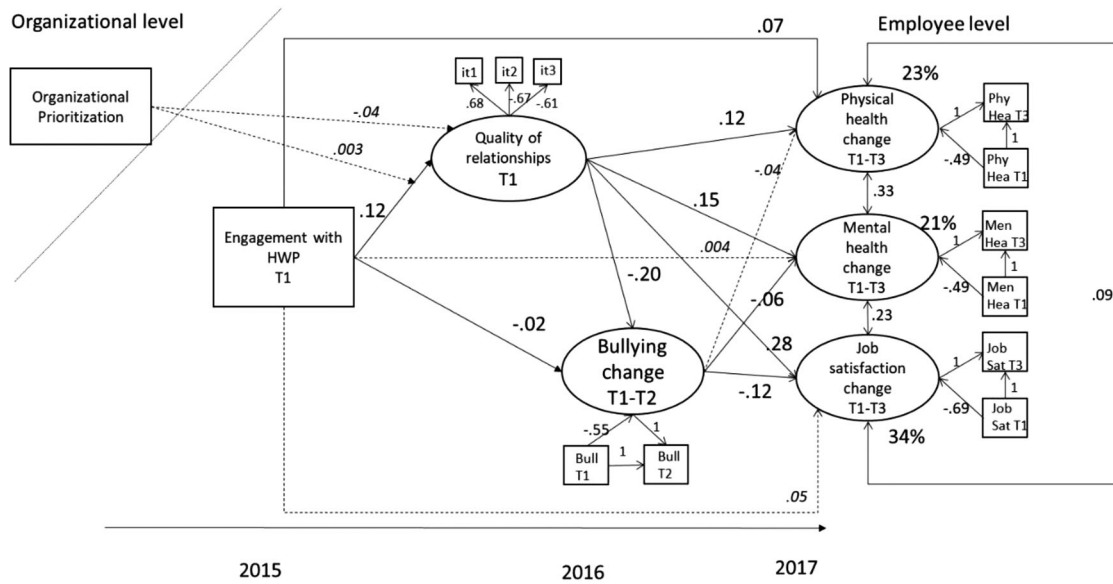 Organizational level
Employee level
Organizational
Prioritization
-.04
.003
.07
it1
it2
it3
.68
-.67
-.61
Quality of
relationships
T1
.12
Engagement with
HWP
T1
.12
.15
-.04
.004
-.20
-.06
.28
-.02
-.12
Bullying
change
T1-T2
-.55
1
1
Bull
T1
Bull
T2
.05
23%
Physical
health
change
T1-T3
1
-.49
Phy
Hea T3
1
Phy
Hea T1
.33
21%
Mental
health
change
T1-T3
1
-.49
Men
Hea T3
1
Men
Hea T1
.23
Job
satisfaction
change
T1-T3
34%
1
-.69
Job
Sat T3
1
Job
Sat T1
.09
2015
2016
2017